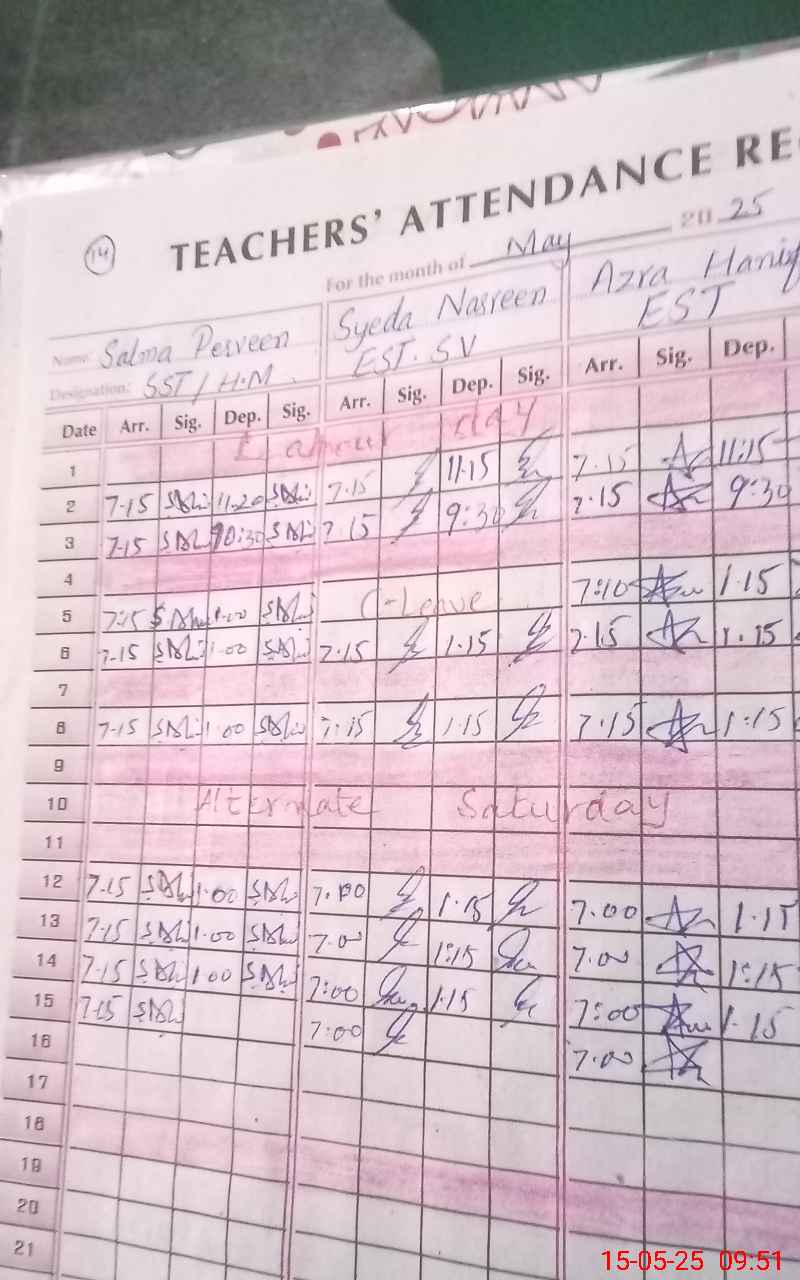 14
TEACHERS' ATTENDANCE RE
For the month of May 20 25
Name: Salma Perveen Syeda Nasreen Azra Hanif
Designation: SST / H.M. EST. SV EST
Date Arr. Sig. Dep. Sig. Arr. Sig. Dep. Sig. Arr. Sig. Dep.
1 day
2 7-15 11-20 7.15 11.15 7.15 11:15
3 7-15 10:30 7.15 9:30 7.15 9:30
4
5 7:15 1.00 C-Leave 7:10 1.15
6 7-15 1.00 7.15 1.15 7.15 1.15
7
8 7-15 1.00 7:15 1.15 7.15 1:15
9
10 Alternate Saturday
11
12 7-15 1.00 7.00 1.15 7.00 1.15
13 7-15 1.00 7.00 1:15 7.00 1:15
14 7-15 1.00 7:00 1.15 7:00 1.15
15 7-15 7:00 7.00
16
17
18
19
20
21
15-05-25 09:51